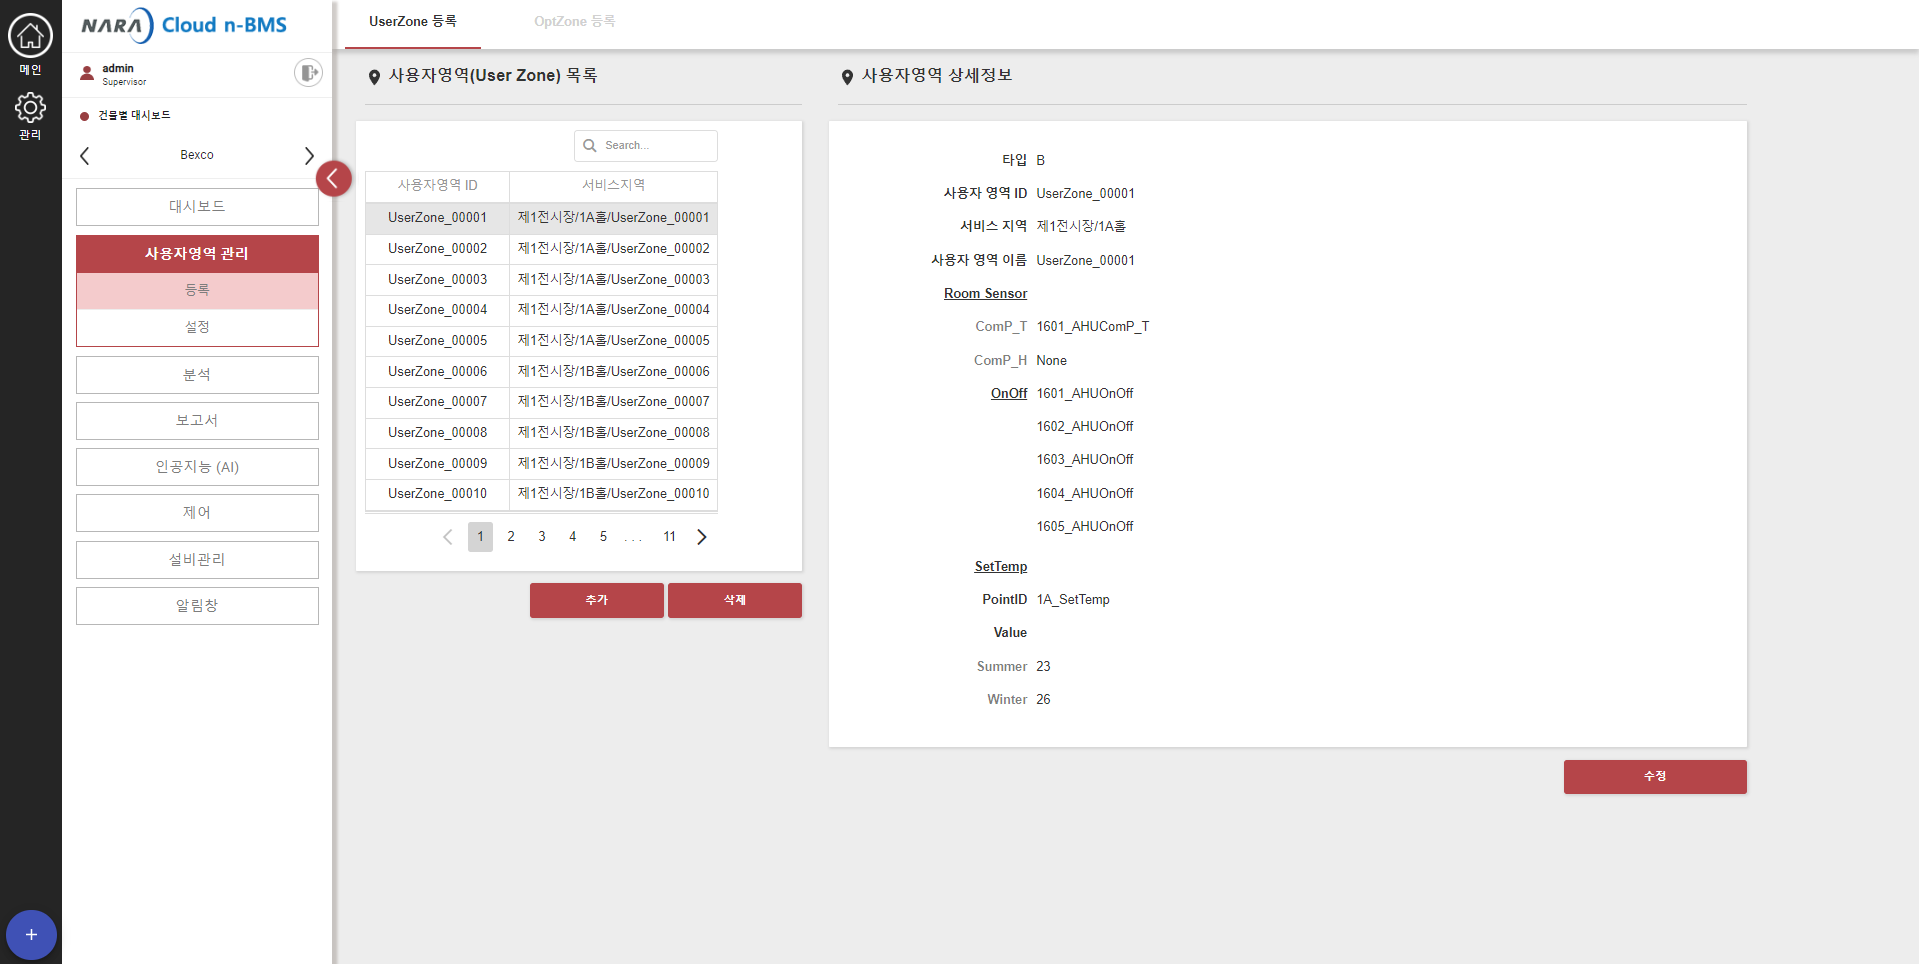 메인
관리
+
NARA Cloud n-BMS
admin
Supervisor
건물별 대시보드
Bexco
대시보드
사용자영역 관리
등록
설정
분석
보고서
인공지능 (AI)
제어
설비관리
알림창
UserZone 등록
OptZone 등록
사용자영역(User Zone) 목록
Search...
사용자영역 ID 서비스지역
UserZone_00001 제1전시장/1A홀/UserZone_00001
UserZone_00002 제1전시장/1A홀/UserZone_00002
UserZone_00003 제1전시장/1A홀/UserZone_00003
UserZone_00004 제1전시장/1A홀/UserZone_00004
UserZone_00005 제1전시장/1A홀/UserZone_00005
UserZone_00006 제1전시장/1B홀/UserZone_00006
UserZone_00007 제1전시장/1B홀/UserZone_00007
UserZone_00008 제1전시장/1B홀/UserZone_00008
UserZone_00009 제1전시장/1B홀/UserZone_00009
UserZone_00010 제1전시장/1B홀/UserZone_00010
1 2 3 4 5 ... 11
추가 삭제
사용자영역 상세정보
타입 B
사용자 영역 ID UserZone_00001
서비스 지역 제1전시장/1A홀
사용자 영역 이름 UserZone_00001
Room Sensor
ComP_T 1601_AHUComP_T
ComP_H None
OnOff 1601_AHUOnOff
1602_AHUOnOff
1603_AHUOnOff
1604_AHUOnOff
1605_AHUOnOff
SetTemp
PointID 1A_SetTemp
Value
Summer 23
Winter 26
수정